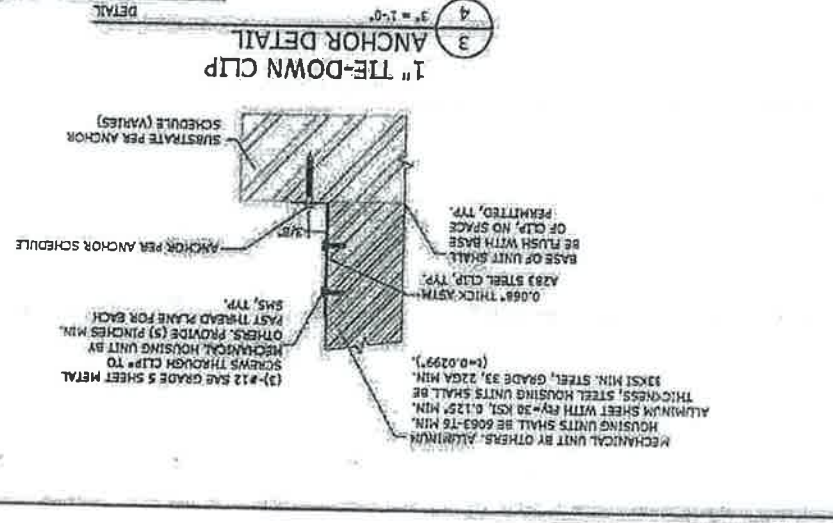 MECHANICAL UNIT BY OTHERS. ALUMINUM
HOUSING UNITS SHALL BE 6063-T6 MIN.
ALUMINUM SHEET WITH Fty=30 KSI, 0.125" MIN.
THICKNESS, STEEL HOUSING UNITS SHALL BE
33KSI MIN. STEEL, GRADE 33, 22GA MIN.
(t=0.0299").
(3)-#12 SAE GRADE 5 SHEET METAL
SCREWS THROUGH CLIP* TO
MECHANICAL HOUSING UNIT BY
OTHERS. PROVIDE (5) PINCHES MIN.
PAST THREAD PLANE FOR EACH
SMS, TYP.
0.068" THICK ASTM
A283 STEEL CLIP, TYP.
BASE OF UNIT SHALL
BE FLUSH WITH BASE
OF CLIP, NO SPACE
PERMITTED, TYP.
3/8"
ANCHOR PER ANCHOR SCHEDULE
SUBSTRATE PER ANCHOR
SCHEDULE (VARIES)
1" TIE-DOWN CLIP
3
ANCHOR DETAIL
4
3" = 1'-0"
DETAIL